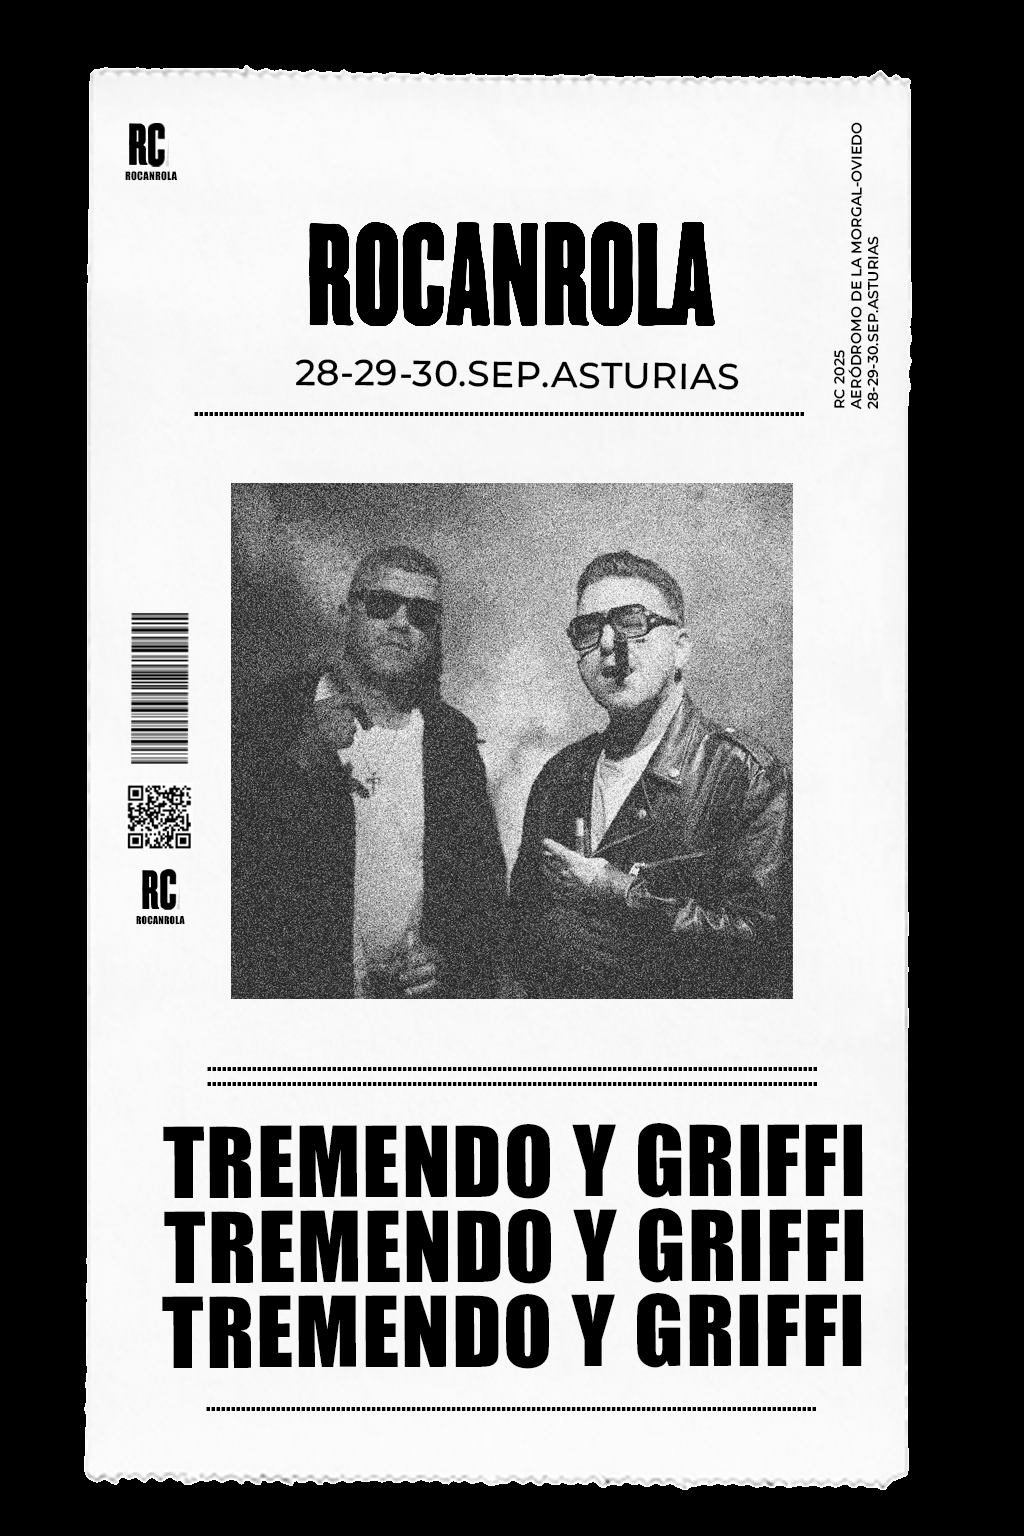 RC
ROCANROLA
RC 2025
AERÓDROMO DE LA MORGAL-OVIEDO
28-29-30.SEP.ASTURIAS
ROCANROLA
28-29-30.SEP.ASTURIAS
RC
ROCANROLA
TREMENDO Y GRIFFI
TREMENDO Y GRIFFI
TREMENDO Y GRIFFI